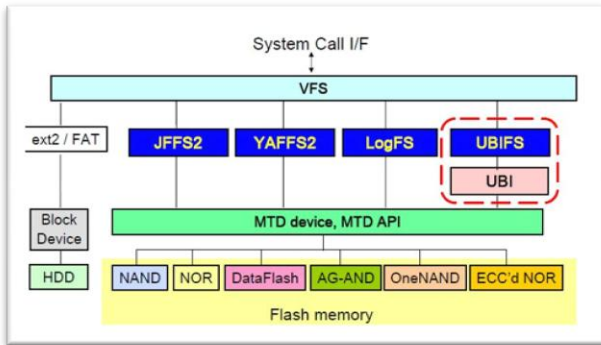 System Call I/F
VFS
ext2 / FAT JFFS2 YAFFS2 LogFS UBIFS
UBI
Block
Device
MTD device, MTD API
HDD NAND NOR DataFlash AG-AND OneNAND ECC'd NOR
Flash memory